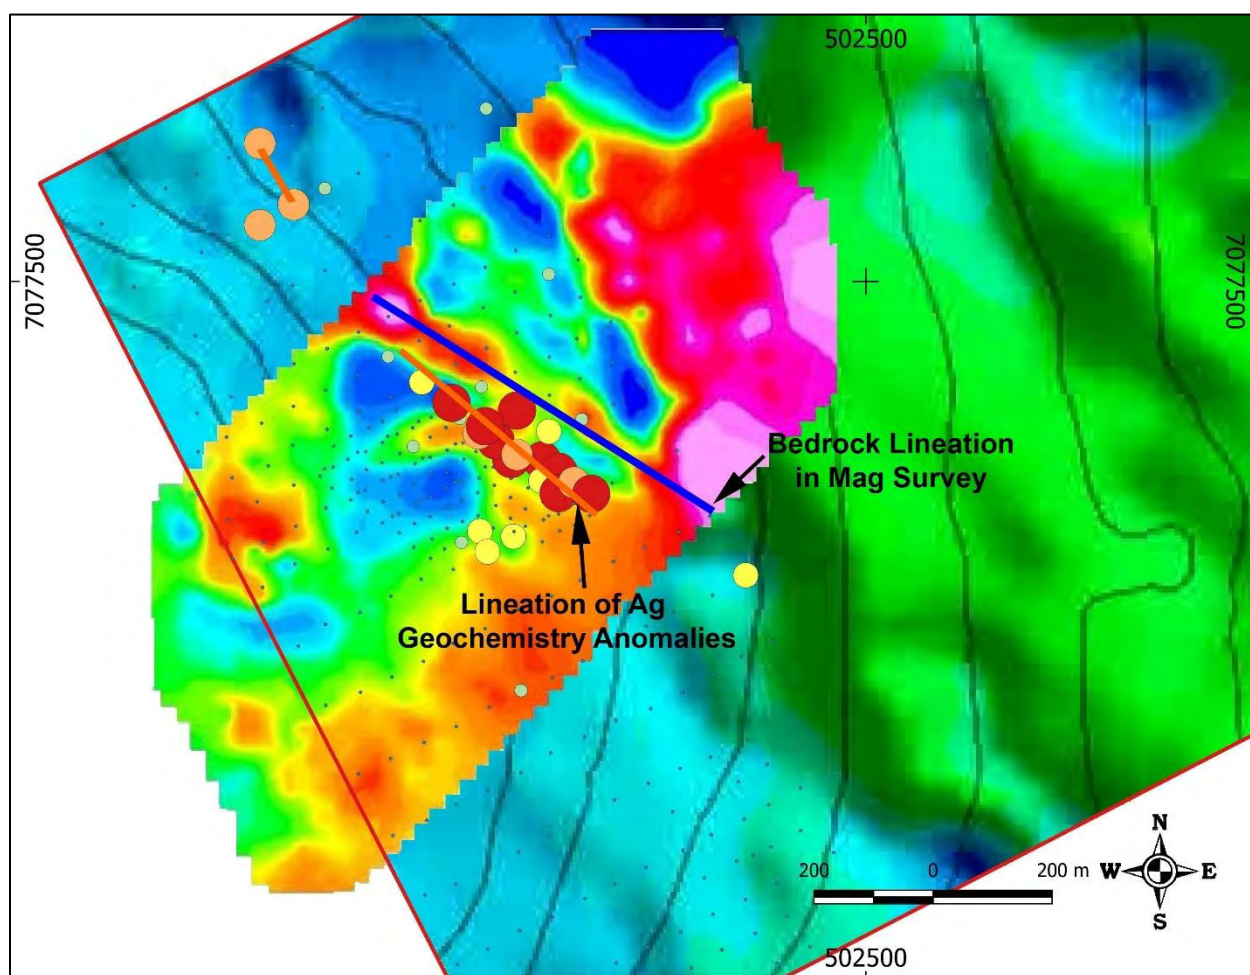 502500
7077500
7077500
Bedrock Lineation
in Mag Survey
Lineation of Ag
Geochemistry Anomalies
N
200 0 200 m
W E
S
502500